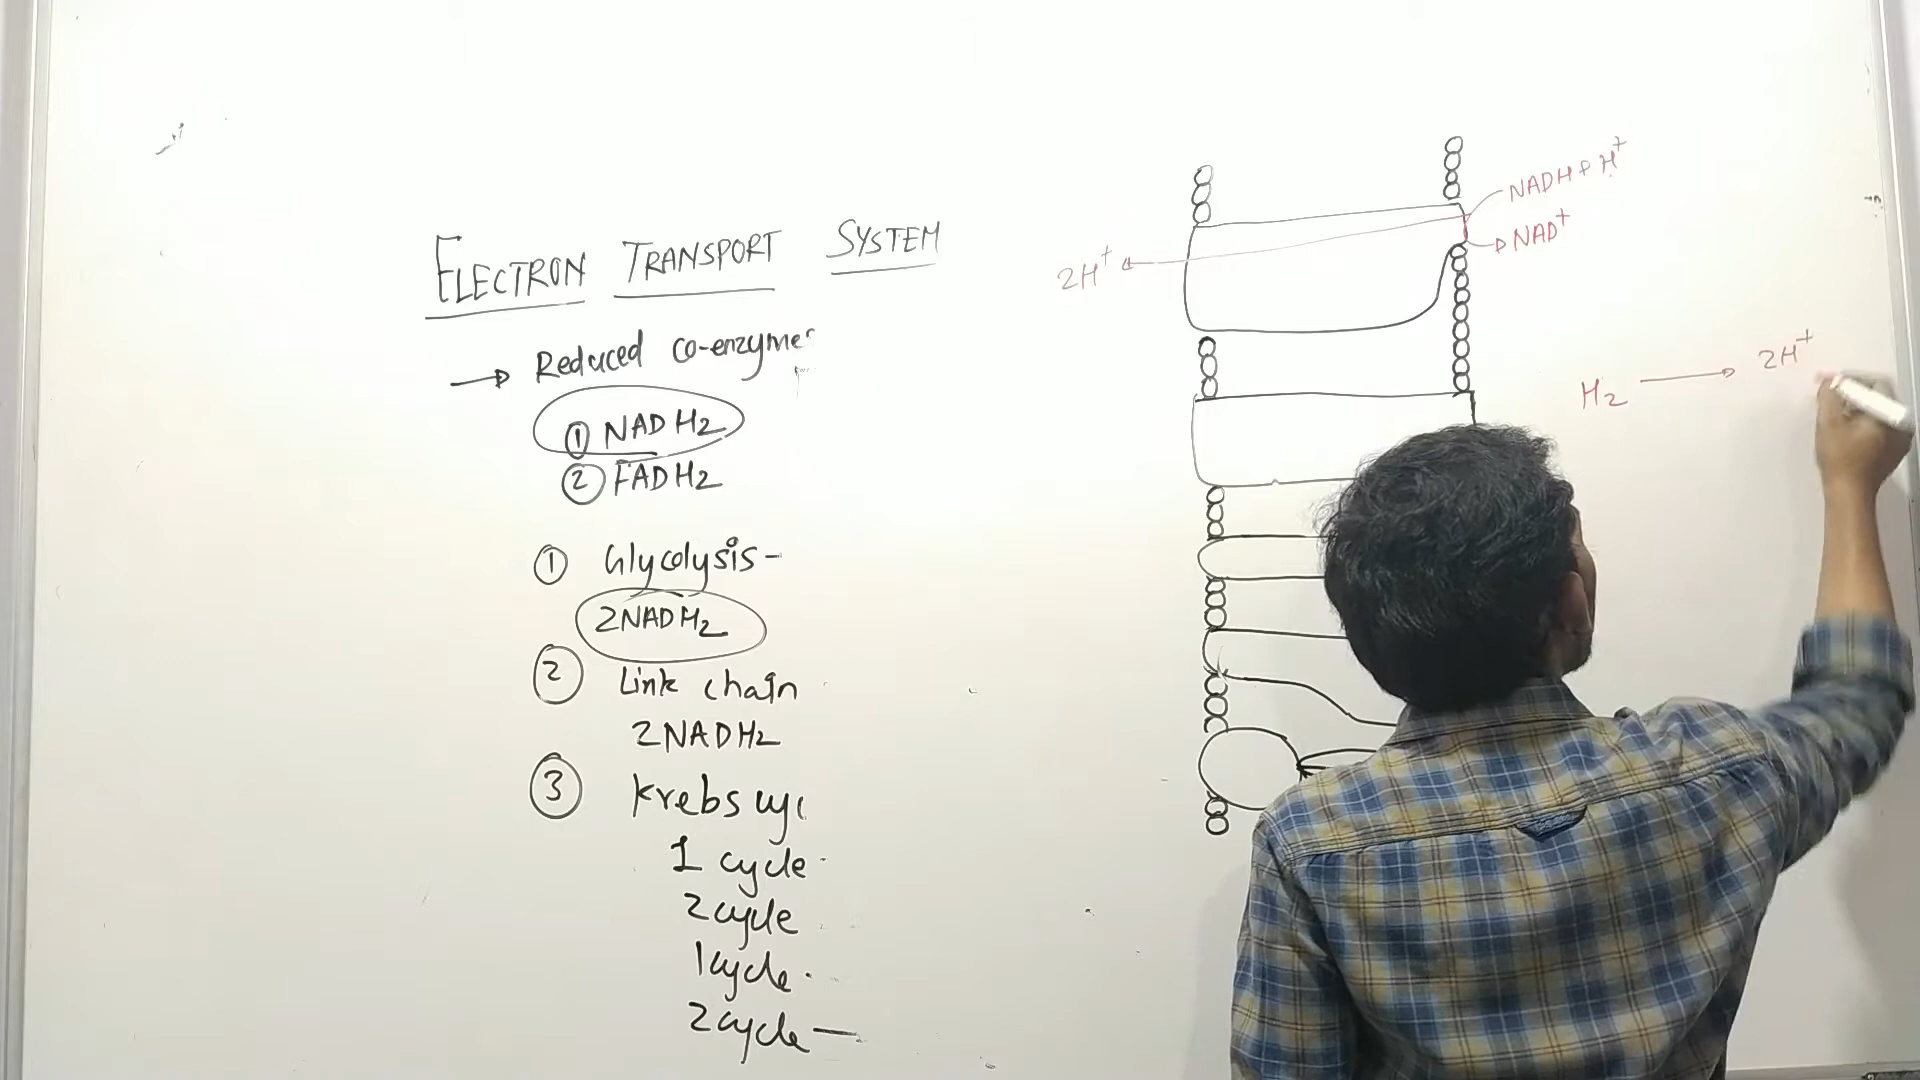 ELECTRON TRANSPORT SYSTEM
→ Reduced co-enzyme
① NADH2
② FADH2
① Glycolysis -
2NADH2
② Link chain
2NADH2
③ Krebs
1 cycle
2 cycle
1 cycle
2 cycle —
NADH + H⁺
NAD⁺
2H⁺
H2 → 2H⁺